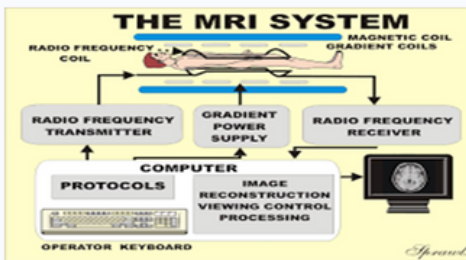 THE MRI SYSTEM
RADIO FREQUENCY
COIL
MAGNETIC COIL
GRADIENT COILS
RADIO FREQUENCY
TRANSMITTER
GRADIENT
POWER
SUPPLY
RADIO FREQUENCY
RECEIVER
COMPUTER
PROTOCOLS
IMAGE
RECONSTRUCTION
VIEWING CONTROL
PROCESSING
OPERATOR KEYBOARD